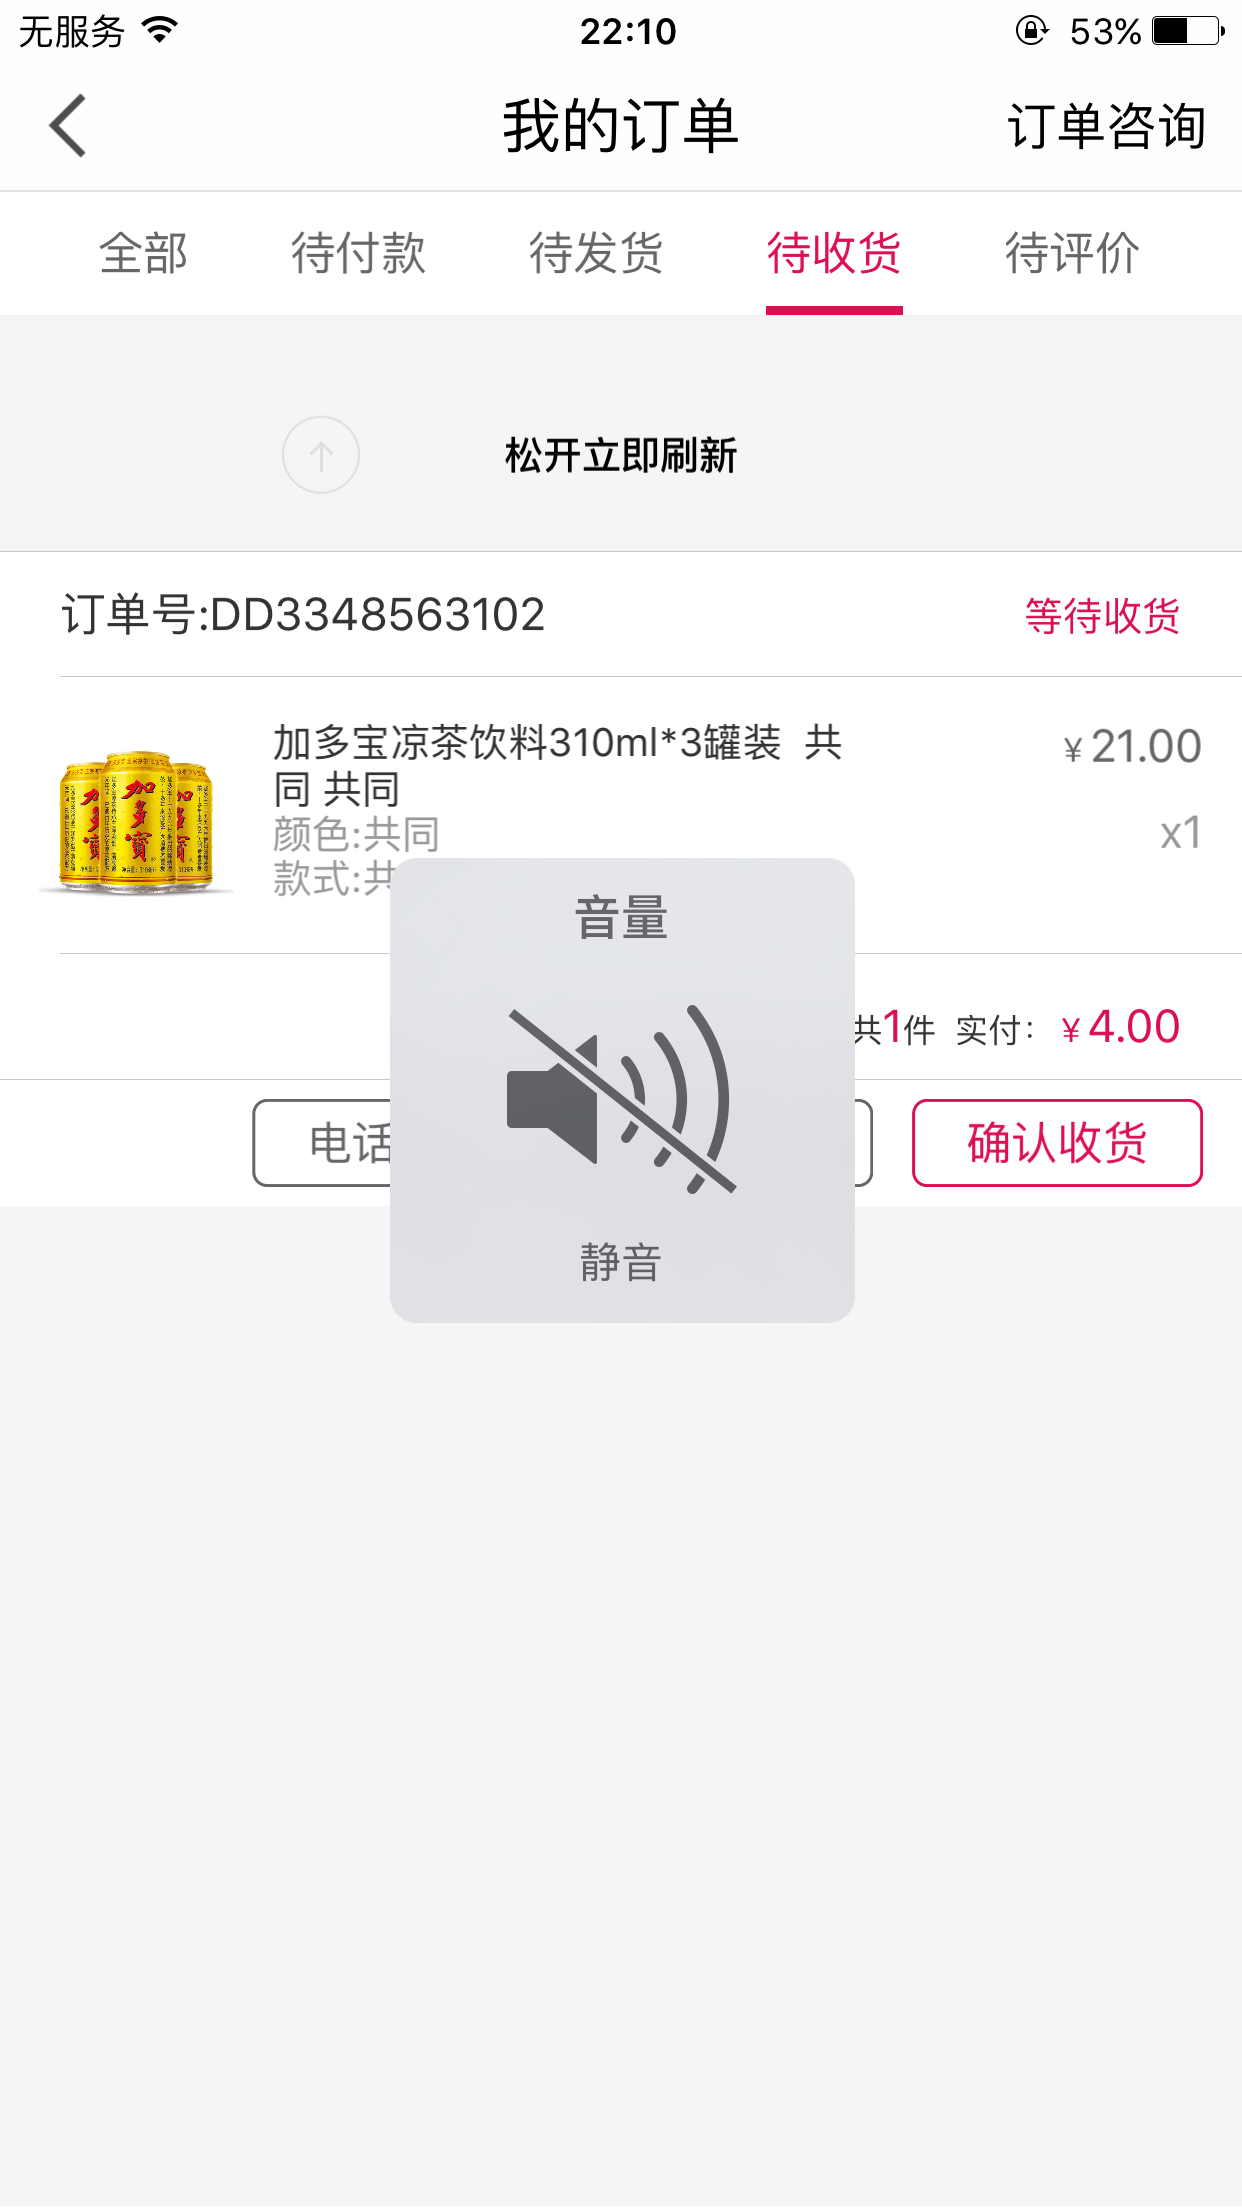 无服务 22:10 53%
我的订单 订单咨询
全部 待付款 待发货 待收货 待评价
松开立即刷新
订单号:DD3348563102 等待收货
加多宝凉茶饮料310ml*3罐装 共 ¥21.00
同 共同
颜色:共同 x1
款式:共
加多寶
音量
共1件 实付: ¥4.00
电话 确认收货
静音